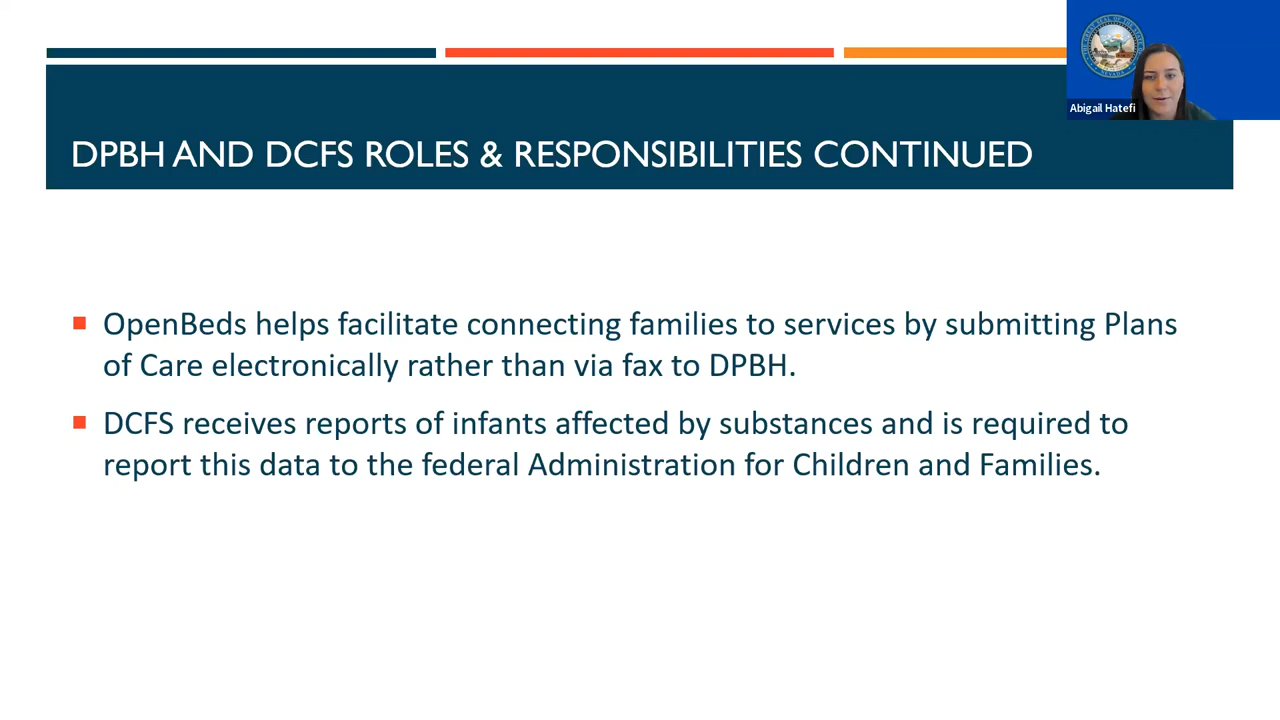 Abigail Hatefi
DPBH AND DCFS ROLES & RESPONSIBILITIES CONTINUED
OpenBeds helps facilitate connecting families to services by submitting Plans
of Care electronically rather than via fax to DPBH.
DCFS receives reports of infants affected by substances and is required to
report this data to the federal Administration for Children and Families.